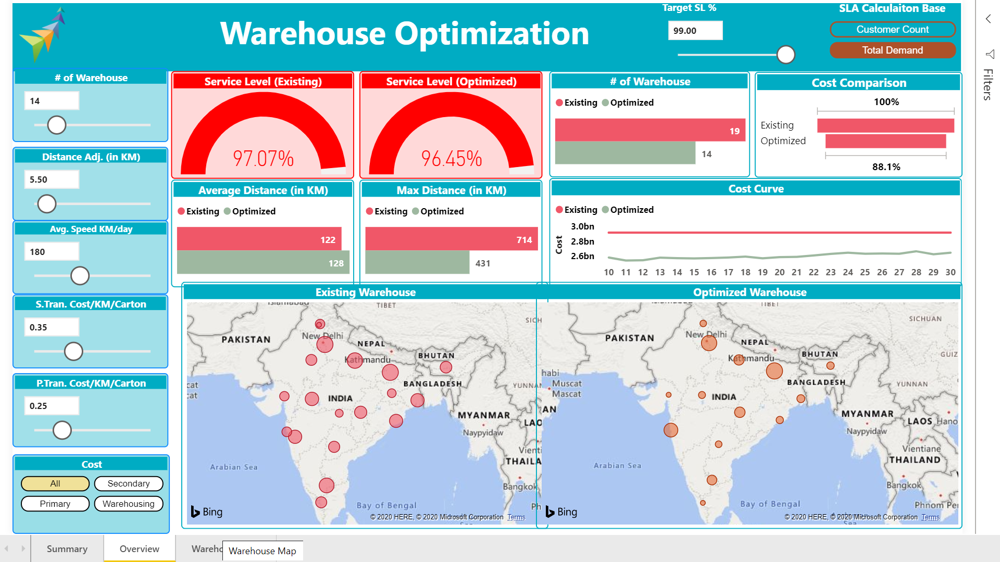 Warehouse Optimization
Target SL %
99.00
SLA Calculaiton Base
Customer Count
Total Demand
Filters
# of Warehouse
14
Distance Adj. (in KM)
5.50
Avg. Speed KM/day
180
S.Tran. Cost/KM/Carton
0.35
P.Tran. Cost/KM/Carton
0.25
Cost
All
Secondary
Primary
Warehousing
Service Level (Existing)
97.07%
Service Level (Optimized)
96.45%
# of Warehouse
Existing Optimized
19
14
Cost Comparison
100%
Existing
Optimized
88.1%
Average Distance (in KM)
Existing Optimized
122
128
Max Distance (in KM)
Existing Optimized
714
431
Cost Curve
Existing Optimized
Cost
3.0bn
2.8bn
2.6bn
10 11 12 13 14 15 16 17 18 19 20 21 22 23 24 25 26 27 28 29 30
Existing Warehouse
TIBET
SICH
PAKISTAN
New Delhi
NEPAL
Kathmandu
BHUTAN
BANGLADESH
YUNNAN
cat
cat
INDIA
MYANMAR
LAO
Naypyidaw
Vienti
THAILA
Arabian Sea
Bangkok
Bay of Bengal
Ph
Bing
© 2020 HERE, © 2020 Microsoft Corporation Terms
Optimized Warehouse
TIBET
SICHUAN
PAKISTAN
New Delhi
NEPAL
Kathmandu
BHUTAN
GUIZ
habi
Muscat
Mascat
BANGLADESH
YUNNAN
INDIA
AN
MYANMAR
LAOS
Hano
Naypyidaw
Vientiane
THAILAND
Arabian Sea
Bangkok
Bay of Bengal
Phnom Pe
Bing
© 2020 HERE, © 2020 Microsoft Corporation Terms
Summary
Overview
Wareho
Warehouse Map